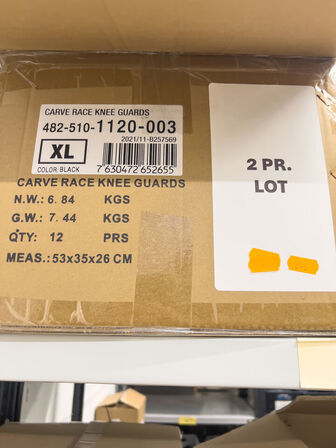 CARVE RACE KNEE GUARDS
482-510-1120-003
2021/11-B257569
XL
COLOR: BLACK
7 630472 652655
CARVE RACE KNEE GUARDS
N.W.: 6.84 KGS
G.W.: 7.44 KGS
QTY: 12 PRS
MEAS.: 53x35x26 CM
2 PR.
LOT